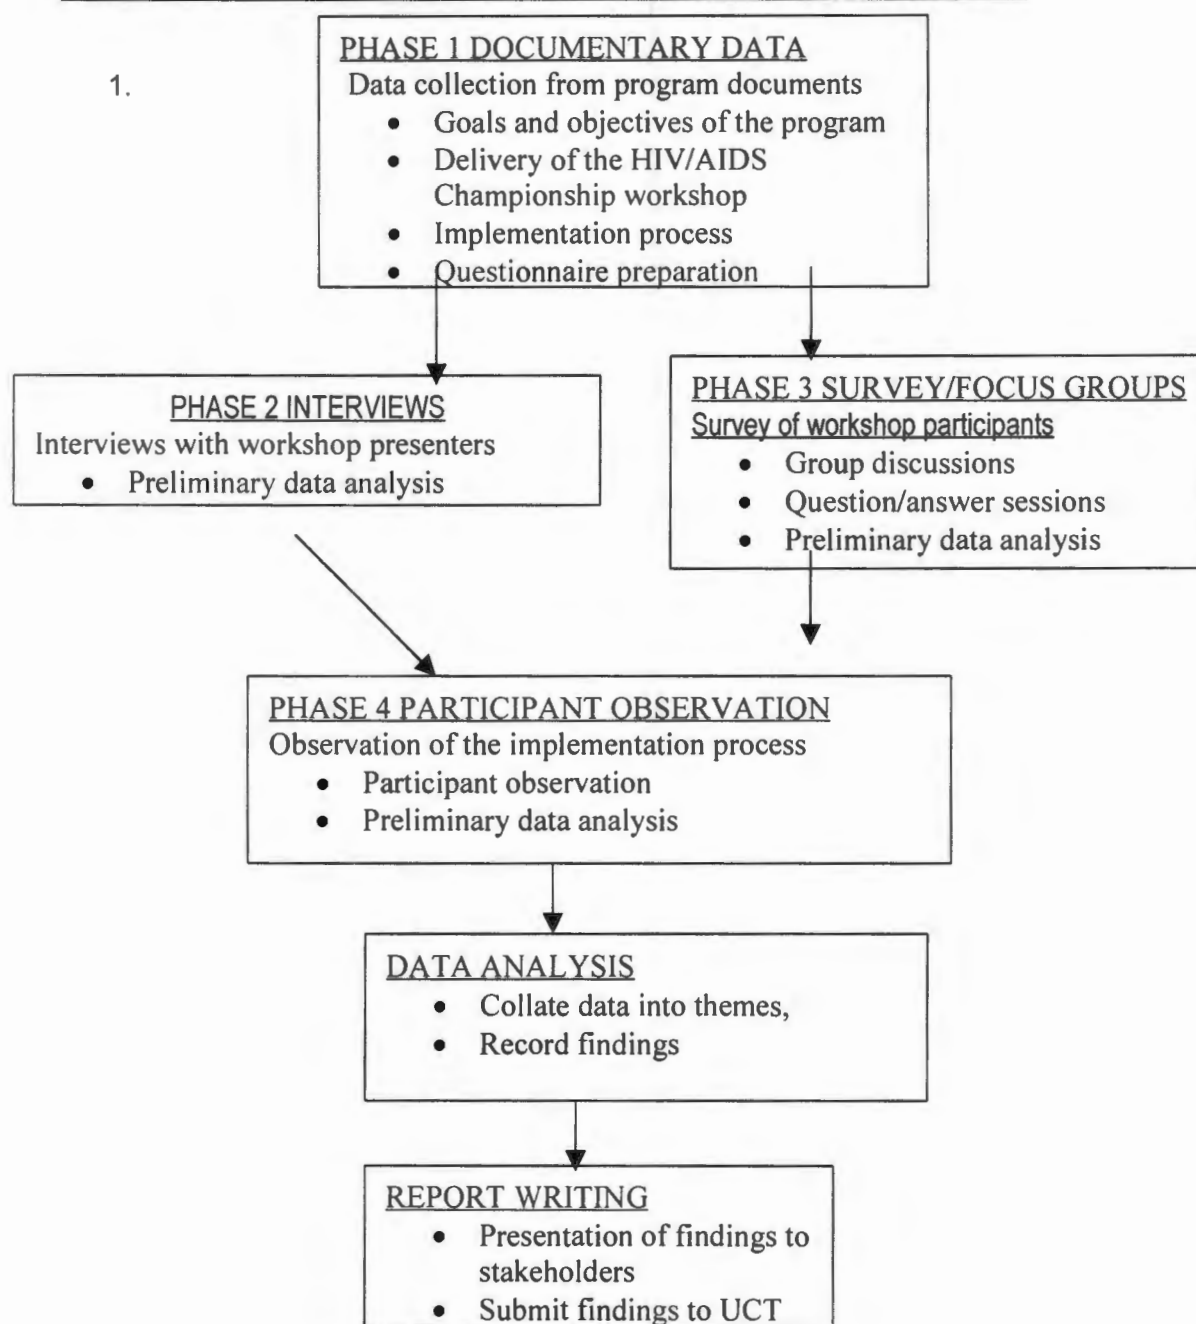 1.
PHASE 1 DOCUMENTARY DATA
Data collection from program documents
• Goals and objectives of the program
• Delivery of the HIV/AIDS
Championship workshop
• Implementation process
• Questionnaire preparation
PHASE 2 INTERVIEWS
Interviews with workshop presenters
• Preliminary data analysis
PHASE 3 SURVEY/FOCUS GROUPS
Survey of workshop participants
• Group discussions
• Question/answer sessions
• Preliminary data analysis
PHASE 4 PARTICIPANT OBSERVATION
Observation of the implementation process
• Participant observation
• Preliminary data analysis
DATA ANALYSIS
• Collate data into themes,
• Record findings
REPORT WRITING
• Presentation of findings to
stakeholders
• Submit findings to UCT